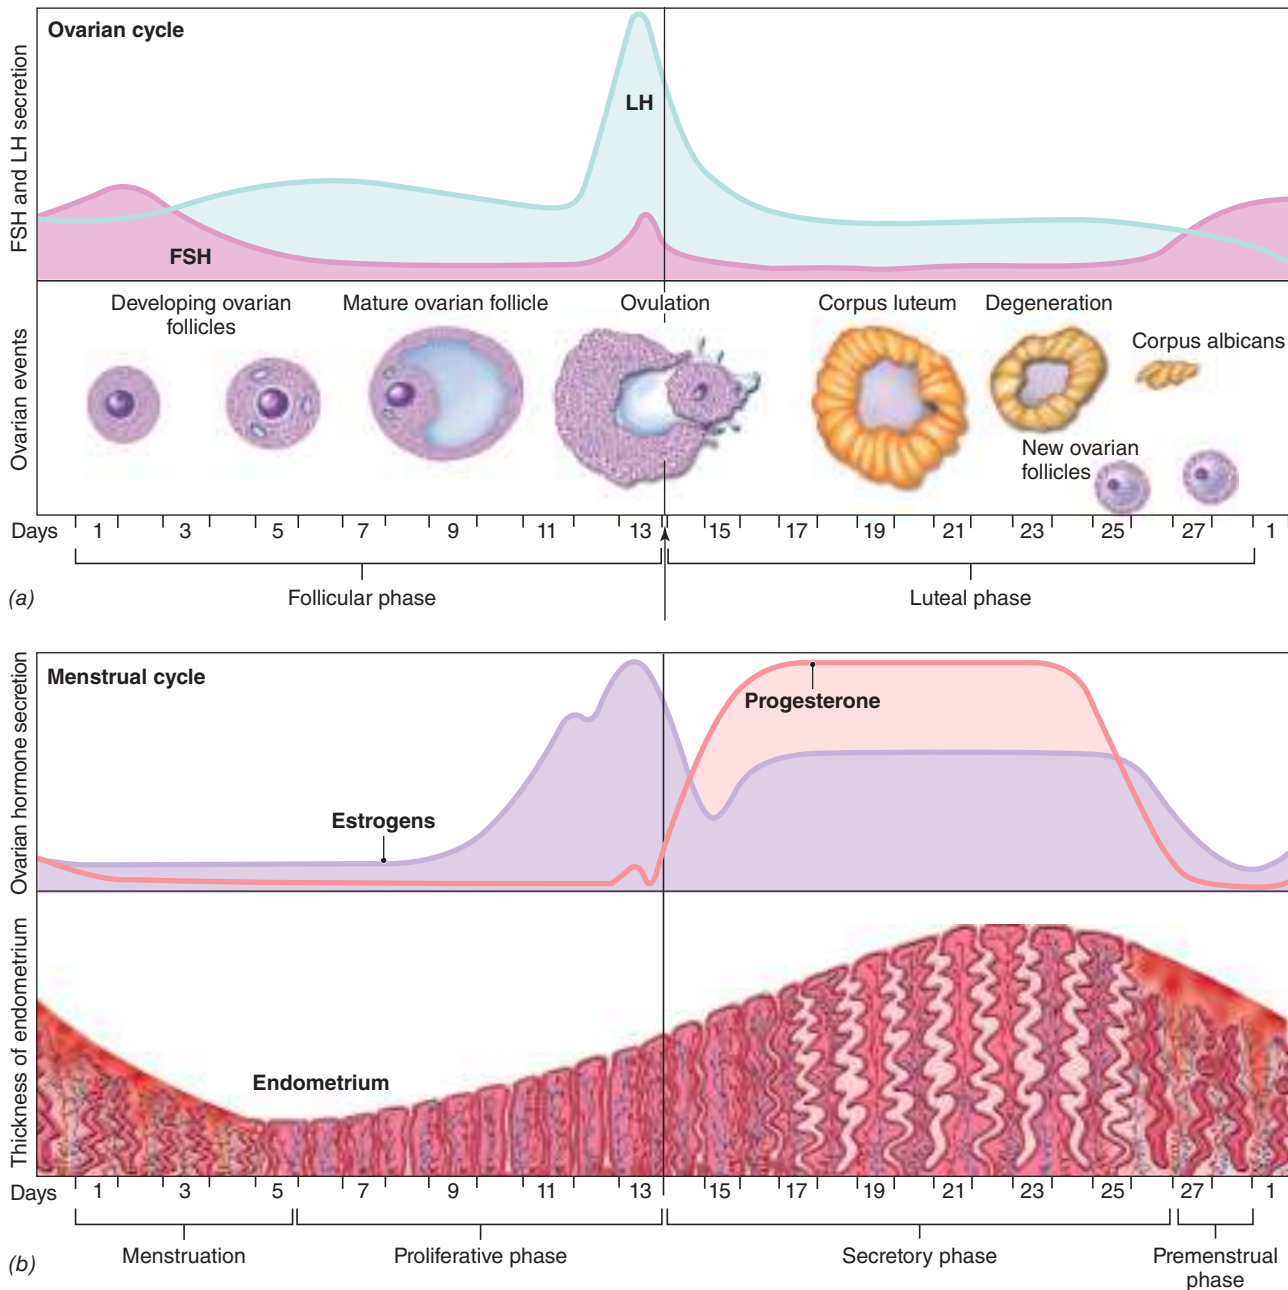 Ovarian cycle
FSH and LH secretion
LH
FSH
Ovarian events
Developing ovarian
follicles
Mature ovarian follicle
Ovulation
Corpus luteum
Degeneration
Corpus albicans
New ovarian
follicles
Days 1 3 5 7 9 11 13 15 17 19 21 23 25 27 1
Follicular phase
Luteal phase
(a)
Menstrual cycle
Ovarian hormone secretion
Progesterone
Estrogens
Thickness of endometrium
Endometrium
Days 1 3 5 7 9 11 13 15 17 19 21 23 25 27 1
Menstruation
Proliferative phase
Secretory phase
Premenstrual
phase
(b)